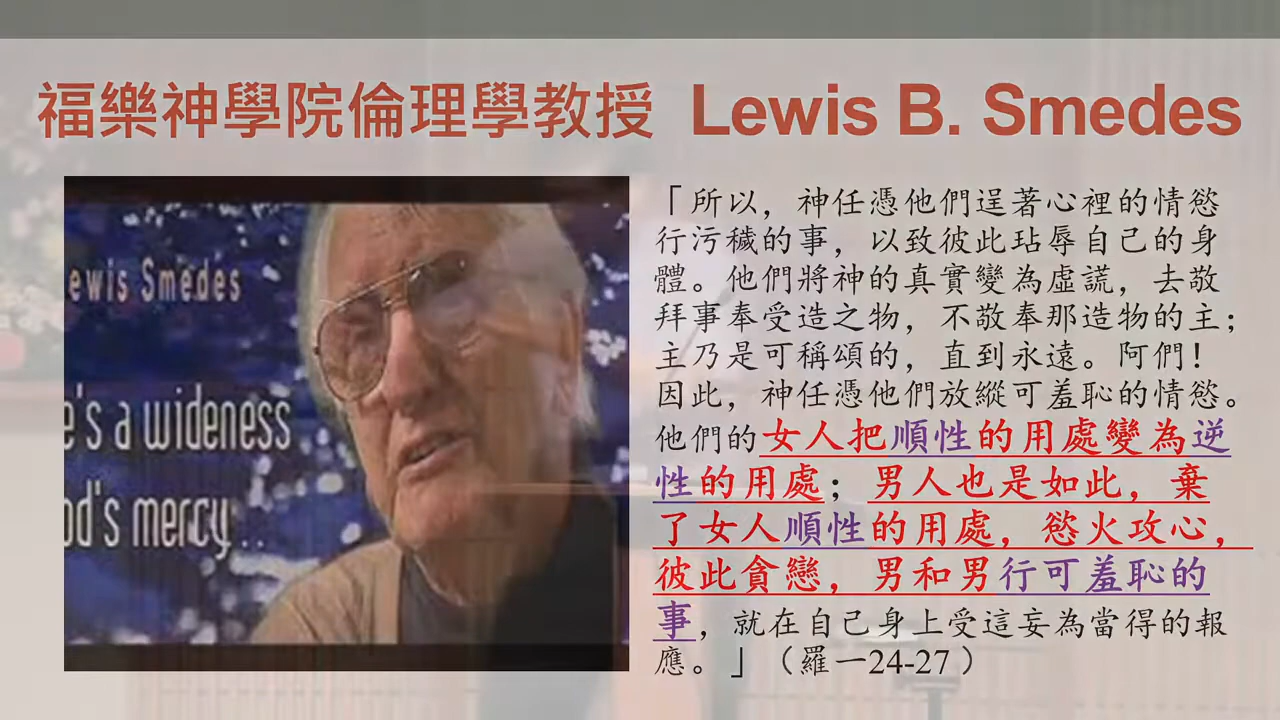 福樂神學院倫理學教授 Lewis B. Smedes
ewis Smedes
e's a wideness
od's mercy..
「所以，神任憑他們逞著心裡的情慾
行污穢的事，以致彼此玷辱自己的身
體。他們將神的真實變為虛謊，去敬
拜事奉受造之物，不敬奉那造物的主；
主乃是可稱頌的，直到永遠。阿們！
因此，神任憑他們放縱可羞恥的情慾。
他們的女人把順性的用處變為逆
性的用處；男人也是如此，棄
了女人順性的用處，慾火攻心，
彼此貪戀，男和男行可羞恥的
事，就在自己身上受這妄為當得的報
應。」（羅一24-27）